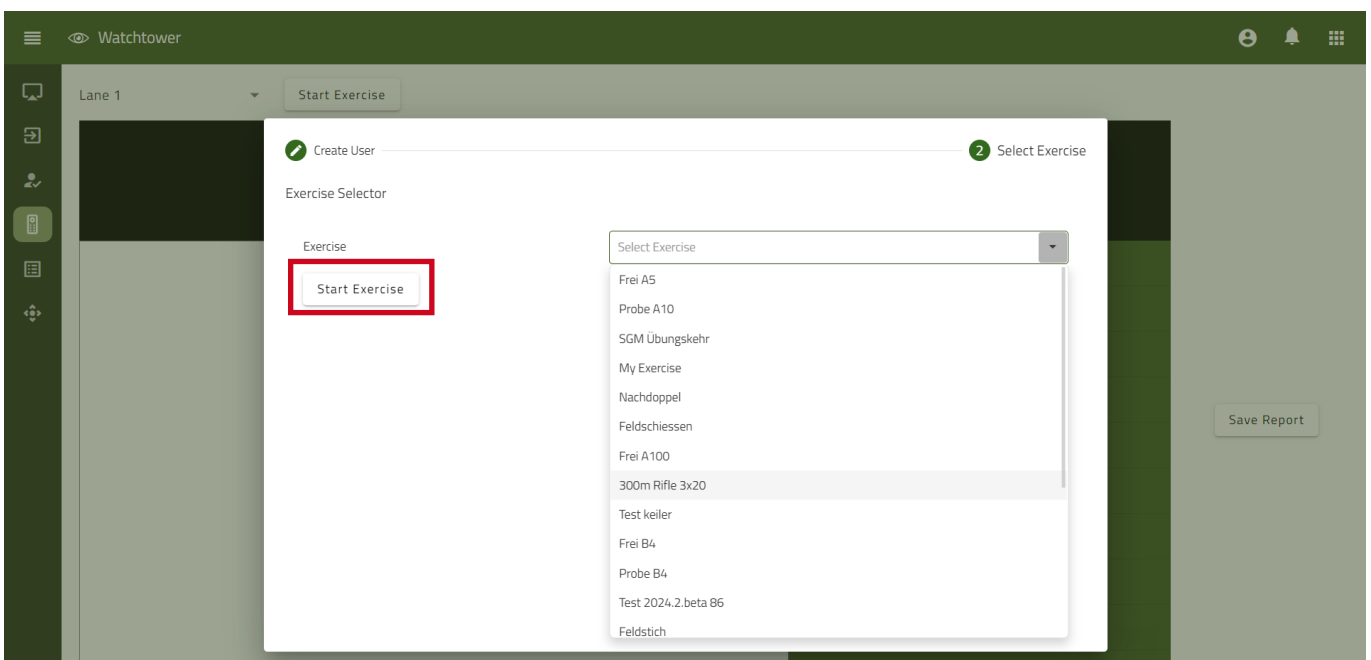 Watchtower
Lane 1
Start Exercise
Create User
2 Select Exercise
Exercise Selector
Exercise
Select Exercise
Start Exercise
Frei A5
Probe A10
SGM Übungskehr
My Exercise
Nachdoppel
Feldschiessen
Frei A100
300m Rifle 3x20
Test keiler
Frei B4
Probe B4
Test 2024.2.beta 86
Feldstich
Save Report